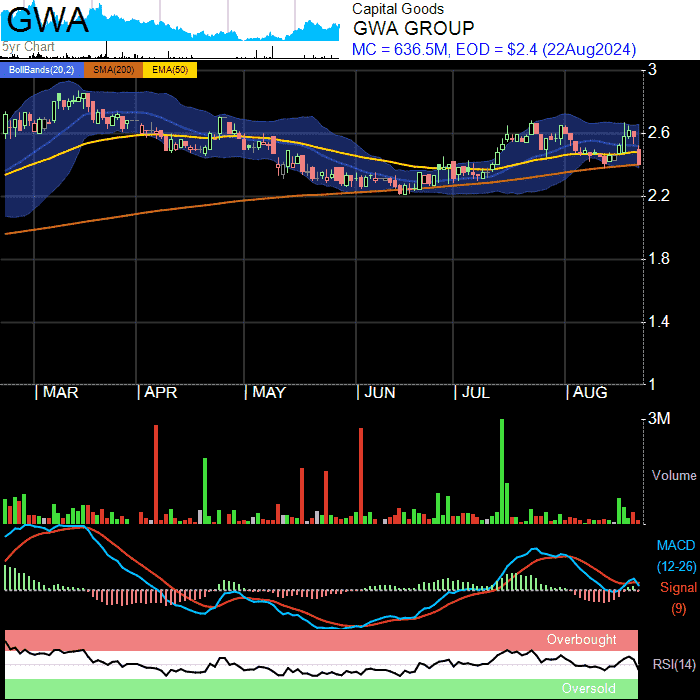 GWA
5yr Chart
Capital Goods
GWA GROUP
MC = 636.5M, EOD = $2.4 (22Aug2024)
BollBands(20,2) SMA(200) EMA(50)
3
2.6
2.2
1.8
1.4
1
MAR APR MAY JUN JUL AUG
3M
Volume
MACD
(12-26)
Signal
(9)
Overbought
RSI(14)
Oversold